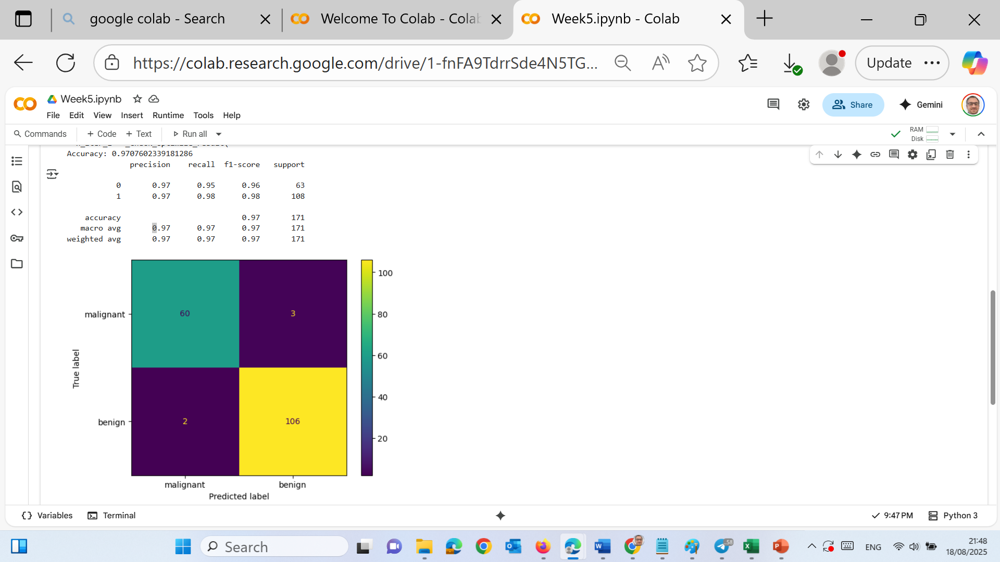 google colab - Search
Welcome To Colab - Colab
Week5.ipynb - Colab
https://colab.research.google.com/drive/1-fnFA9TdrrSde4N5TG...
Update
Week5.ipynb
File Edit View Insert Runtime Tools Help
Share
Gemini
Commands + Code + Text Run all
RAM
Disk
Accuracy: 0.9707602339181286
precision recall f1-score support
0 0.97 0.95 0.96 63
1 0.97 0.98 0.98 108
accuracy 0.97 171
macro avg 0.97 0.97 0.97 171
weighted avg 0.97 0.97 0.97 171
100
80
60
40
20
malignant
benign
True label
60
3
2
106
malignant benign
Predicted label
Variables Terminal
9:47 PM
Python 3
Search
58
ENG
21:48
18/08/2025